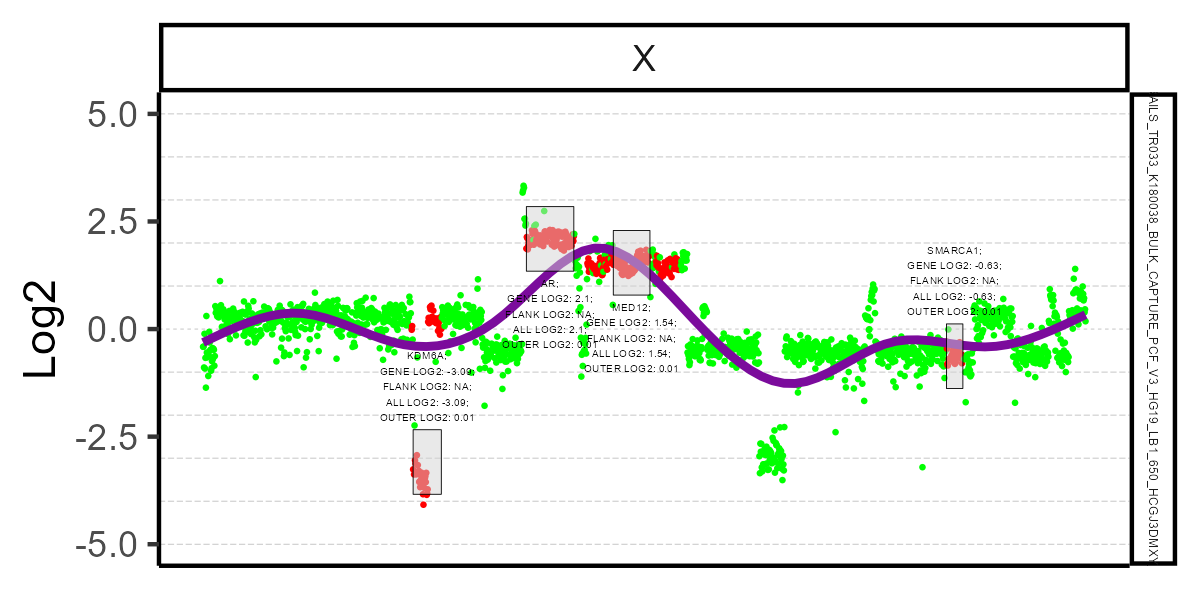 X
Log2
5.0
2.5
0.0
-2.5
-5.0
KDM6A;
GENE LOG2: -3.09;
FLANK LOG2: NA;
ALL LOG2: -3.09;
OUTER LOG2: 0.01
AR;
GENE LOG2: 2.1;
FLANK LOG2: NA;
ALL LOG2: 2.1;
OUTER LOG2: 0.01
MED12;
GENE LOG2: 1.54;
FLANK LOG2: NA;
ALL LOG2: 1.54;
OUTER LOG2: 0.01
SMARCA1;
GENE LOG2: -0.63;
FLANK LOG2: NA;
ALL LOG2: -0.63;
OUTER LOG2: 0.01
AILS_TR033_K180038_BULK_CAPTURE_PCF_V3_HG19_LB1_650_HCGJ3DMXY